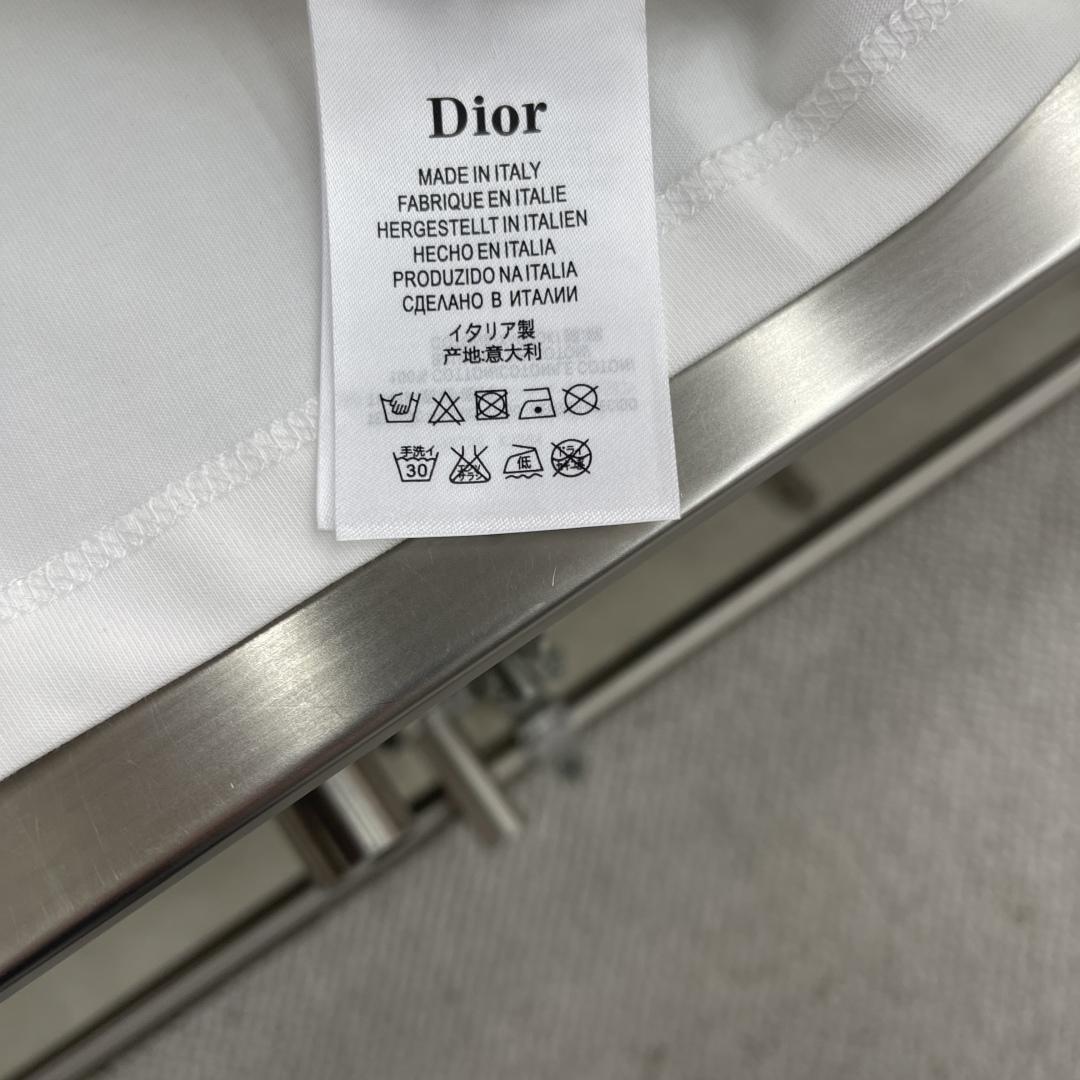 Dior
MADE IN ITALY
FABRIQUE EN ITALIE
HERGESTELLT IN ITALIEN
HECHO EN ITALIA
PRODUZIDO NA ITALIA
СДЕЛАНО В ИТАЛИИ
イタリア製
产地:意大利
手洗イ
30
低